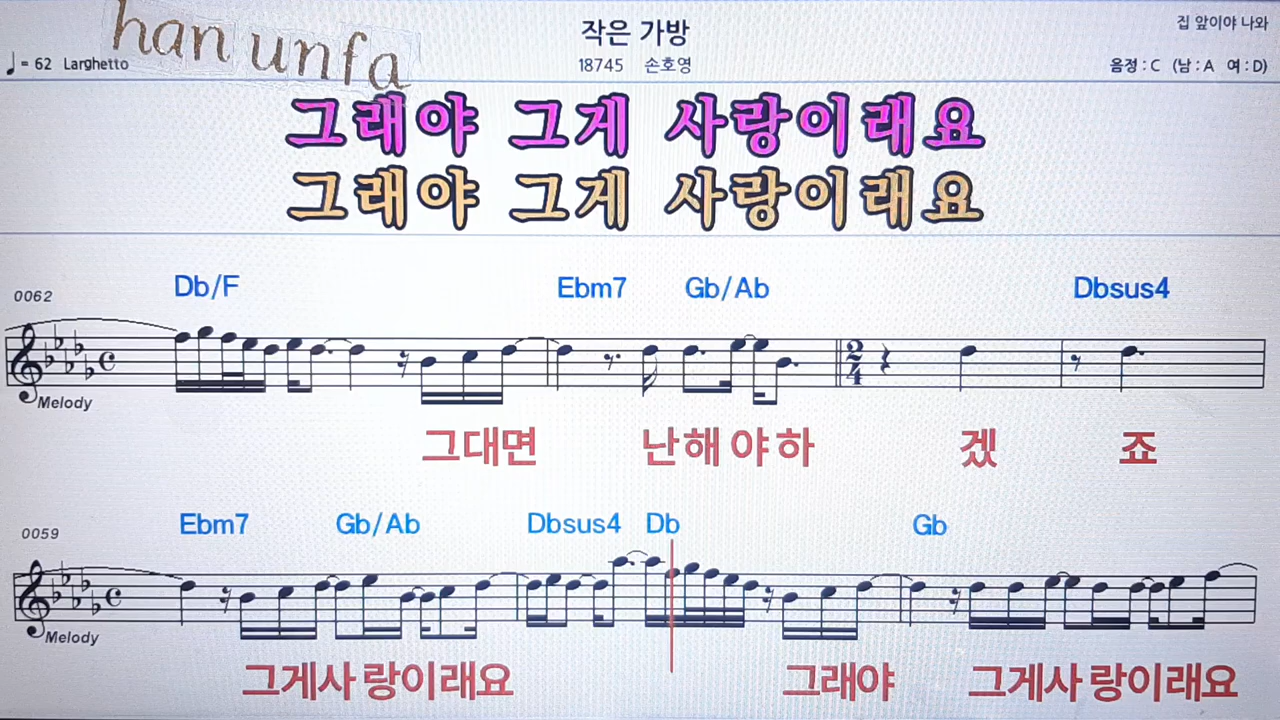 han unfa
작은 가방
집 앞이야 나와
♩= 62 Larghetto
18745 손호영
음정 : C (남 : A 여 : D)
그래야 그게 사랑이래요
그래야 그게 사랑이래요
0062
Db/F Ebm7 Gb/Ab Dbsus4
2
4
Melody
그대면 난해 야하 겠 죠
0059
Ebm7 Gb/Ab Dbsus4 Db Gb
Melody
그게사 랑이래요 그래야 그게사 랑이래요